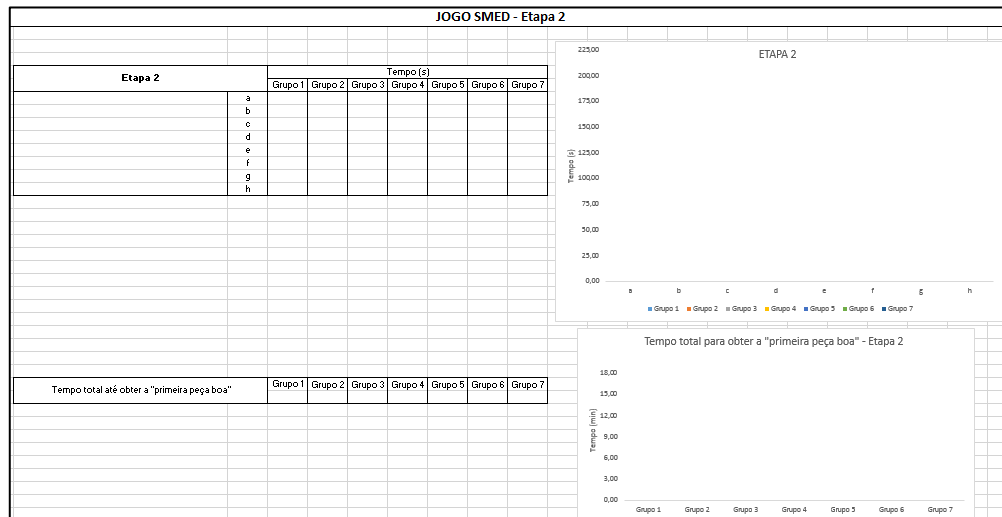 JOGO SMED - Etapa 2
Etapa 2
Tempo (s)
Grupo 1 Grupo 2 Grupo 3 Grupo 4 Grupo 5 Grupo 6 Grupo 7
a
b
c
d
e
f
g
h
Tempo total até obter a "primeira peça boa"
Grupo 1 Grupo 2 Grupo 3 Grupo 4 Grupo 5 Grupo 6 Grupo 7
ETAPA 2
Tempo (s)
225,00
200,00
175,00
150,00
125,00
100,00
75,00
50,00
25,00
0,00
a b c d e f g h
Grupo 1 Grupo 2 Grupo 3 Grupo 4 Grupo 5 Grupo 6 Grupo 7
Tempo total para obter a "primeira peça boa" - Etapa 2
Tempo (min)
18,00
15,00
12,00
9,00
6,00
3,00
0,00
Grupo 1 Grupo 2 Grupo 3 Grupo 4 Grupo 5 Grupo 6 Grupo 7